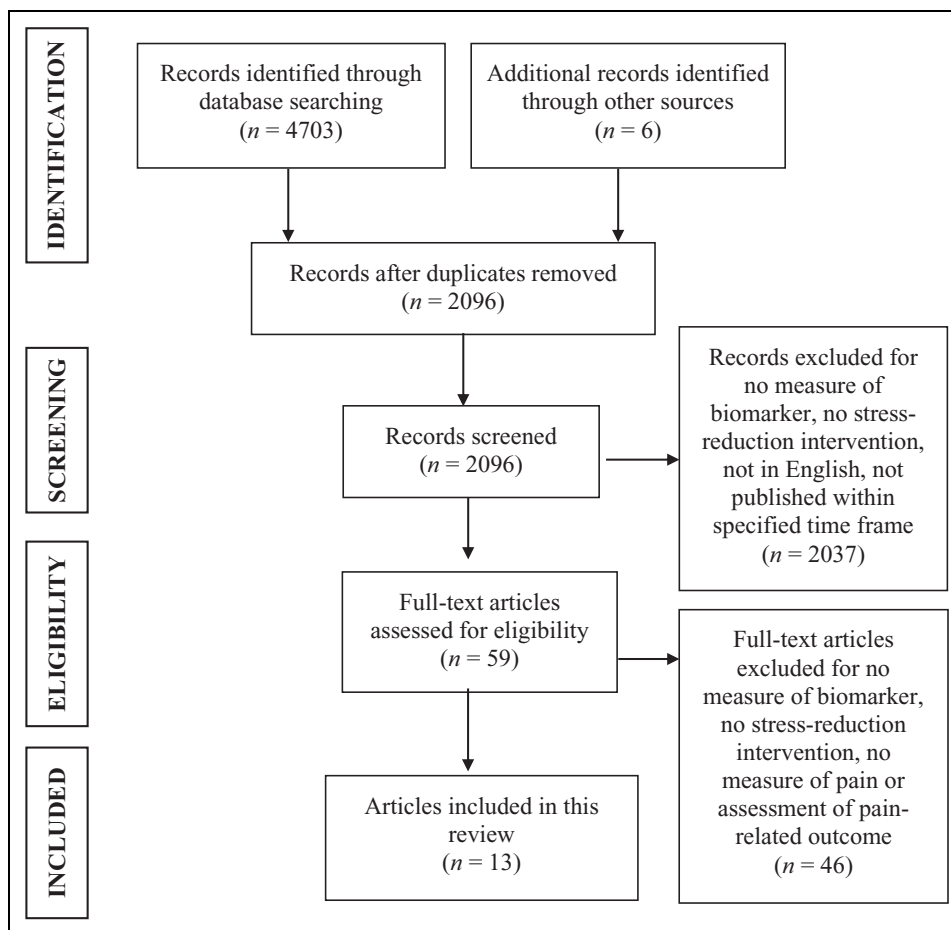 IDENTIFICATION
Records identified through
database searching
(n = 4703)
Additional records identified
through other sources
(n = 6)
Records after duplicates removed
(n = 2096)
SCREENING
Records screened
(n = 2096)
Records excluded for
no measure of
biomarker, no stress-
reduction intervention,
not in English, not
published within
specified time frame
(n = 2037)
ELIGIBILITY
Full-text articles
assessed for eligibility
(n = 59)
Full-text articles
excluded for no
measure of biomarker,
no stress-reduction
intervention, no
measure of pain or
assessment of pain-
related outcome
(n = 46)
INCLUDED
Articles included in this
review
(n = 13)